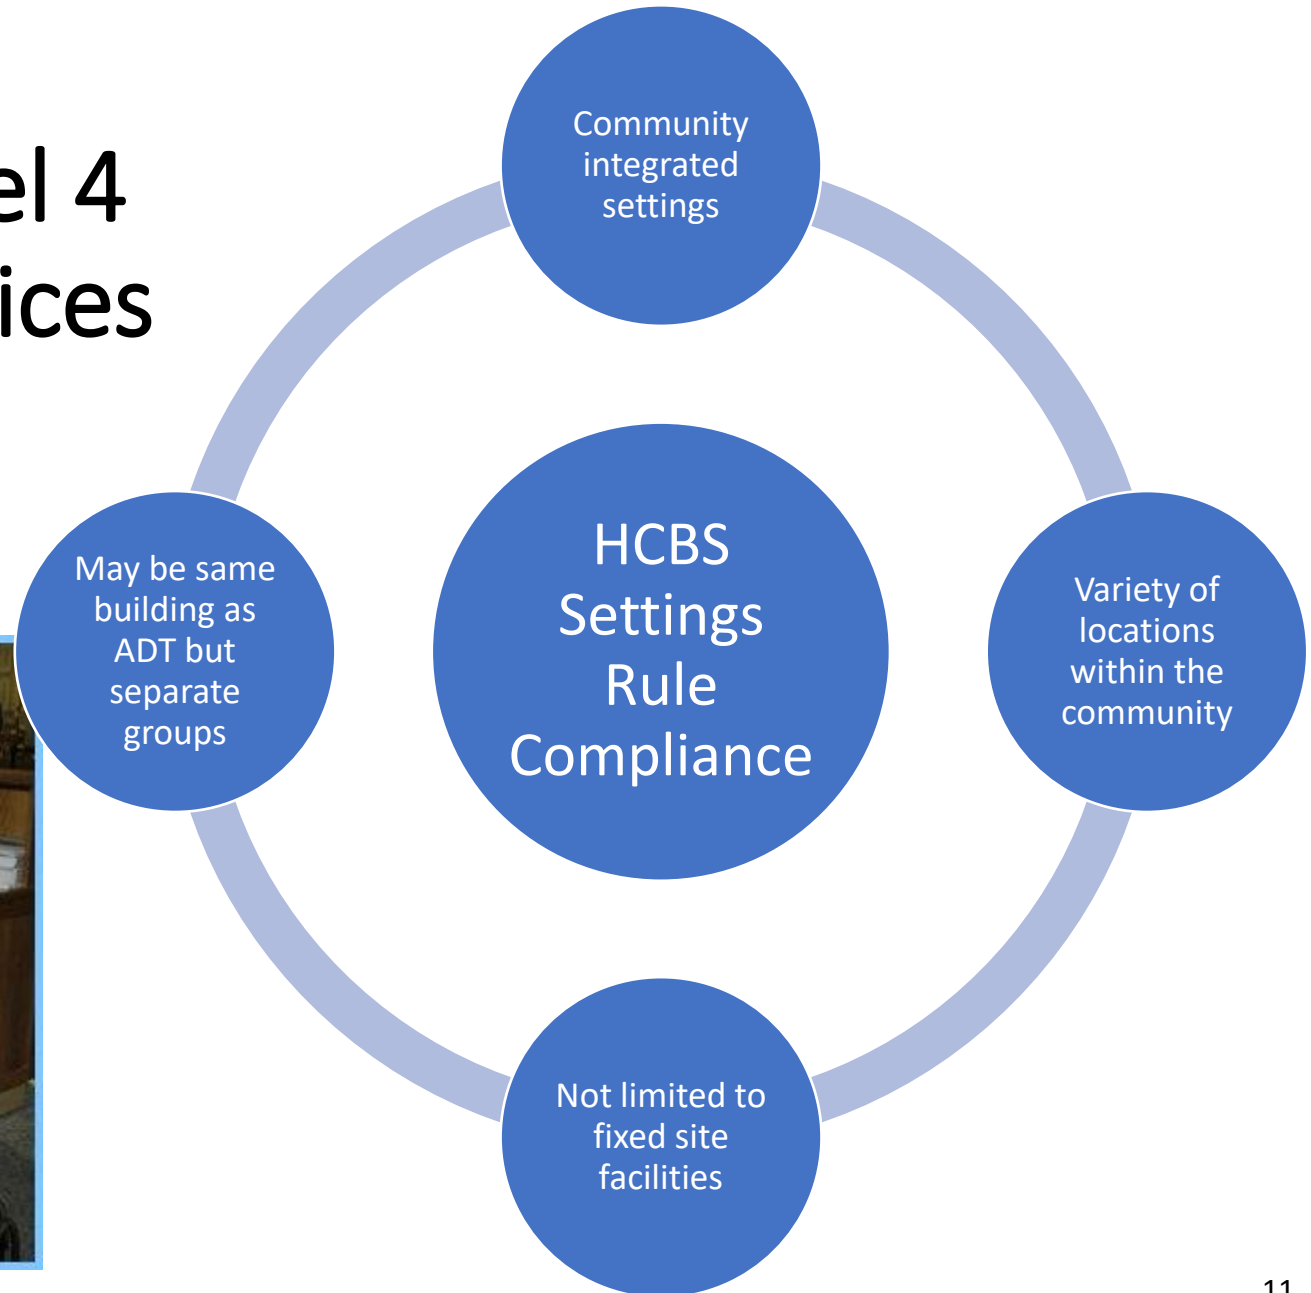 el 4
ices
Community
integrated
settings
HCBS
Settings
Rule
Compliance
Variety of
locations
within the
community
Not limited to
fixed site
facilities
May be same
building as
ADT but
separate
groups
11